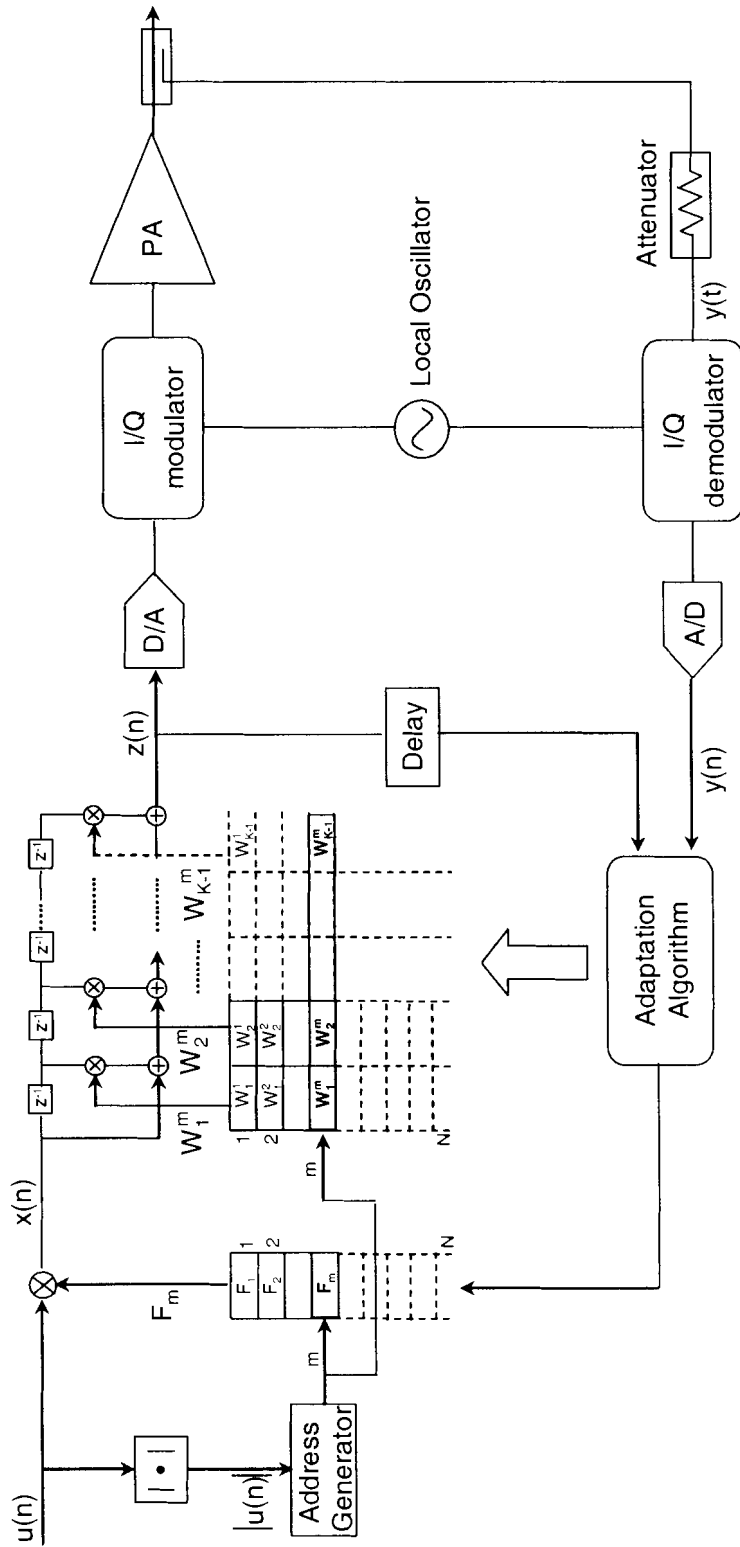 u(n)
| • |
|u(n)|
Address
Generator
m
m
F_m
F_1
F_2
F_m
1
2
N
x(n)
z^-1
z^-1
z^-1
z^-1
W_1^m
W_2^m
W_K-1^m
1
2
N
W_1^1
W_2^1
W_K-1^1
W_1^2
W_2^2
W_1^m
W_2^m
W_K-1^m
z(n)
Delay
D/A
I/Q
modulator
PA
Local Oscillator
Attenuator
y(t)
I/Q
demodulator
A/D
y(n)
Adaptation
Algorithm